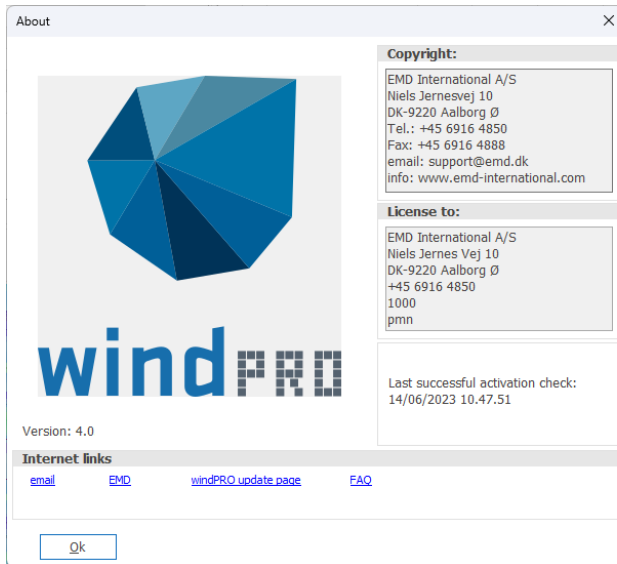 About
Copyright:
EMD International A/S
Niels Jernesvej 10
DK-9220 Aalborg Ø
Tel.: +45 6916 4850
Fax: +45 6916 4888
email: support@emd.dk
info: www.emd-international.com
License to:
EMD International A/S
Niels Jernes Vej 10
DK-9220 Aalborg Ø
+45 6916 4850
1000
pmn
windPRO
Last successful activation check:
14/06/2023 10.47.51
Version: 4.0
Internet links
email EMD windPRO update page FAQ
Ok